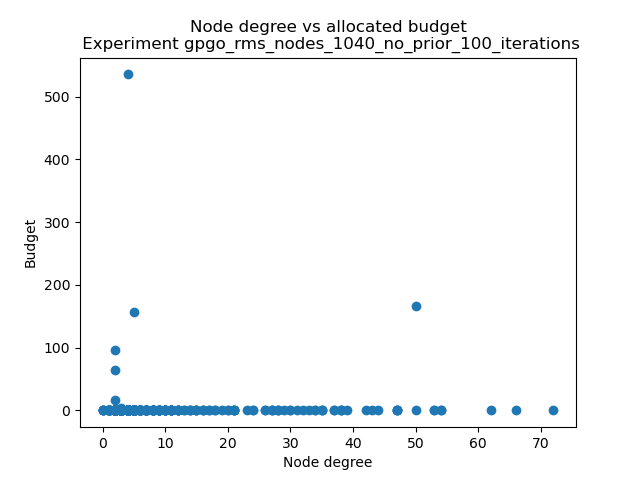 Node degree vs allocated budget
Experiment gpgo_rms_nodes_1040_no_prior_100_iterations
500
400
300
200
100
0
Budget
0 10 20 30 40 50 60 70
Node degree